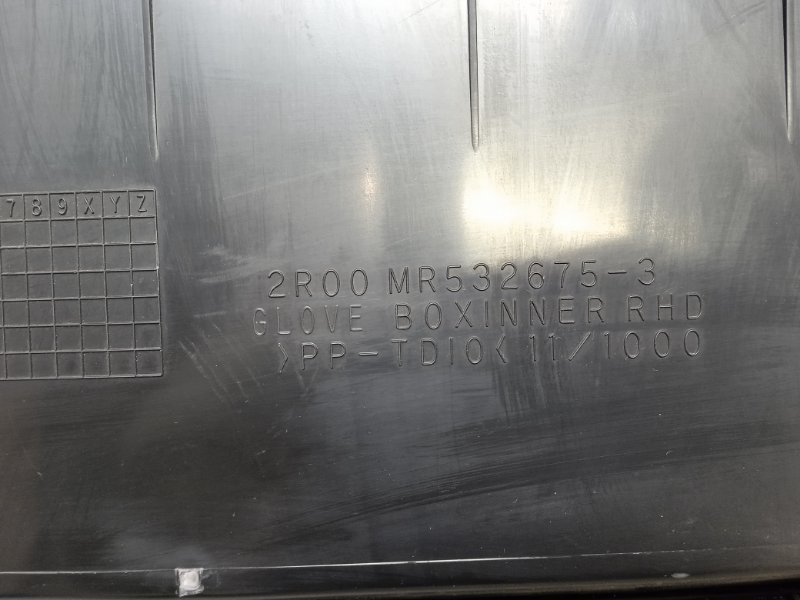 789XYZ
2R00 MR532675-3
GLOVE BOXINNER RHD
>PP-TD10< 11/1000